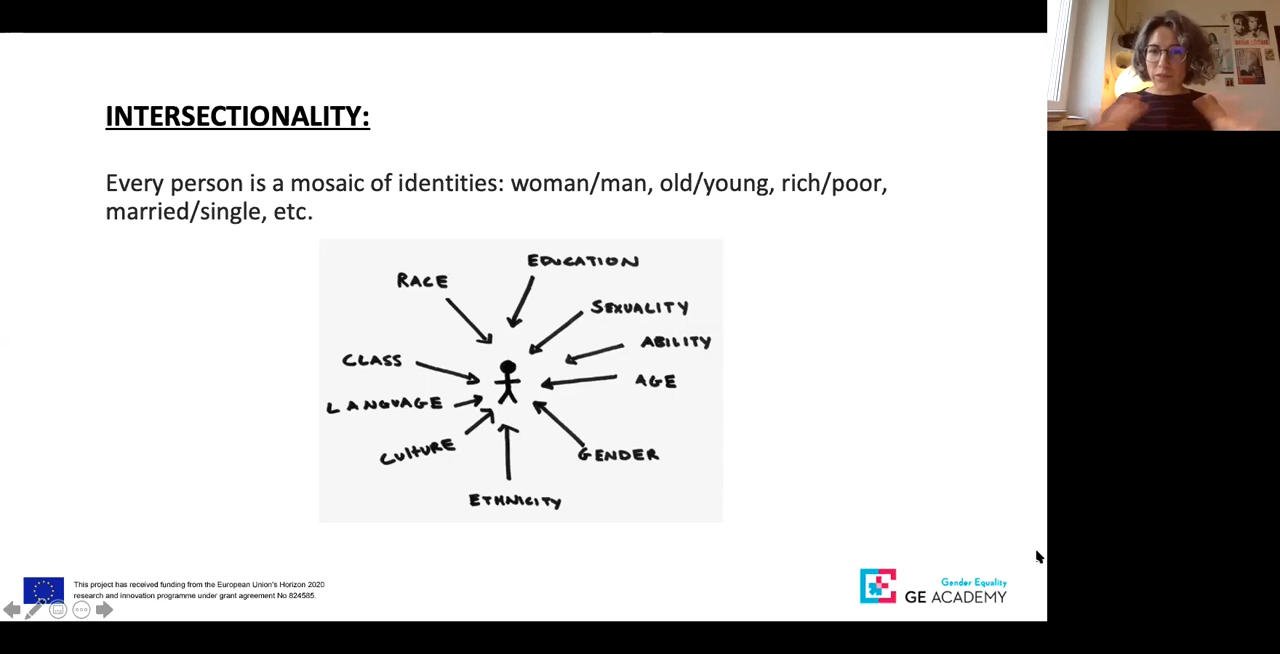 INTERSECTIONALITY:
Every person is a mosaic of identities: woman/man, old/young, rich/poor,
married/single, etc.
EDUCATION
RACE
SEXUALITY
ABILITY
CLASS
AGE
LANGUAGE
CULTURE
GENDER
ETHNICITY
This project has received funding from the European Union's Horizon 2020
research and innovation programme under grant agreement No 824585.
Gender Equality
GE ACADEMY